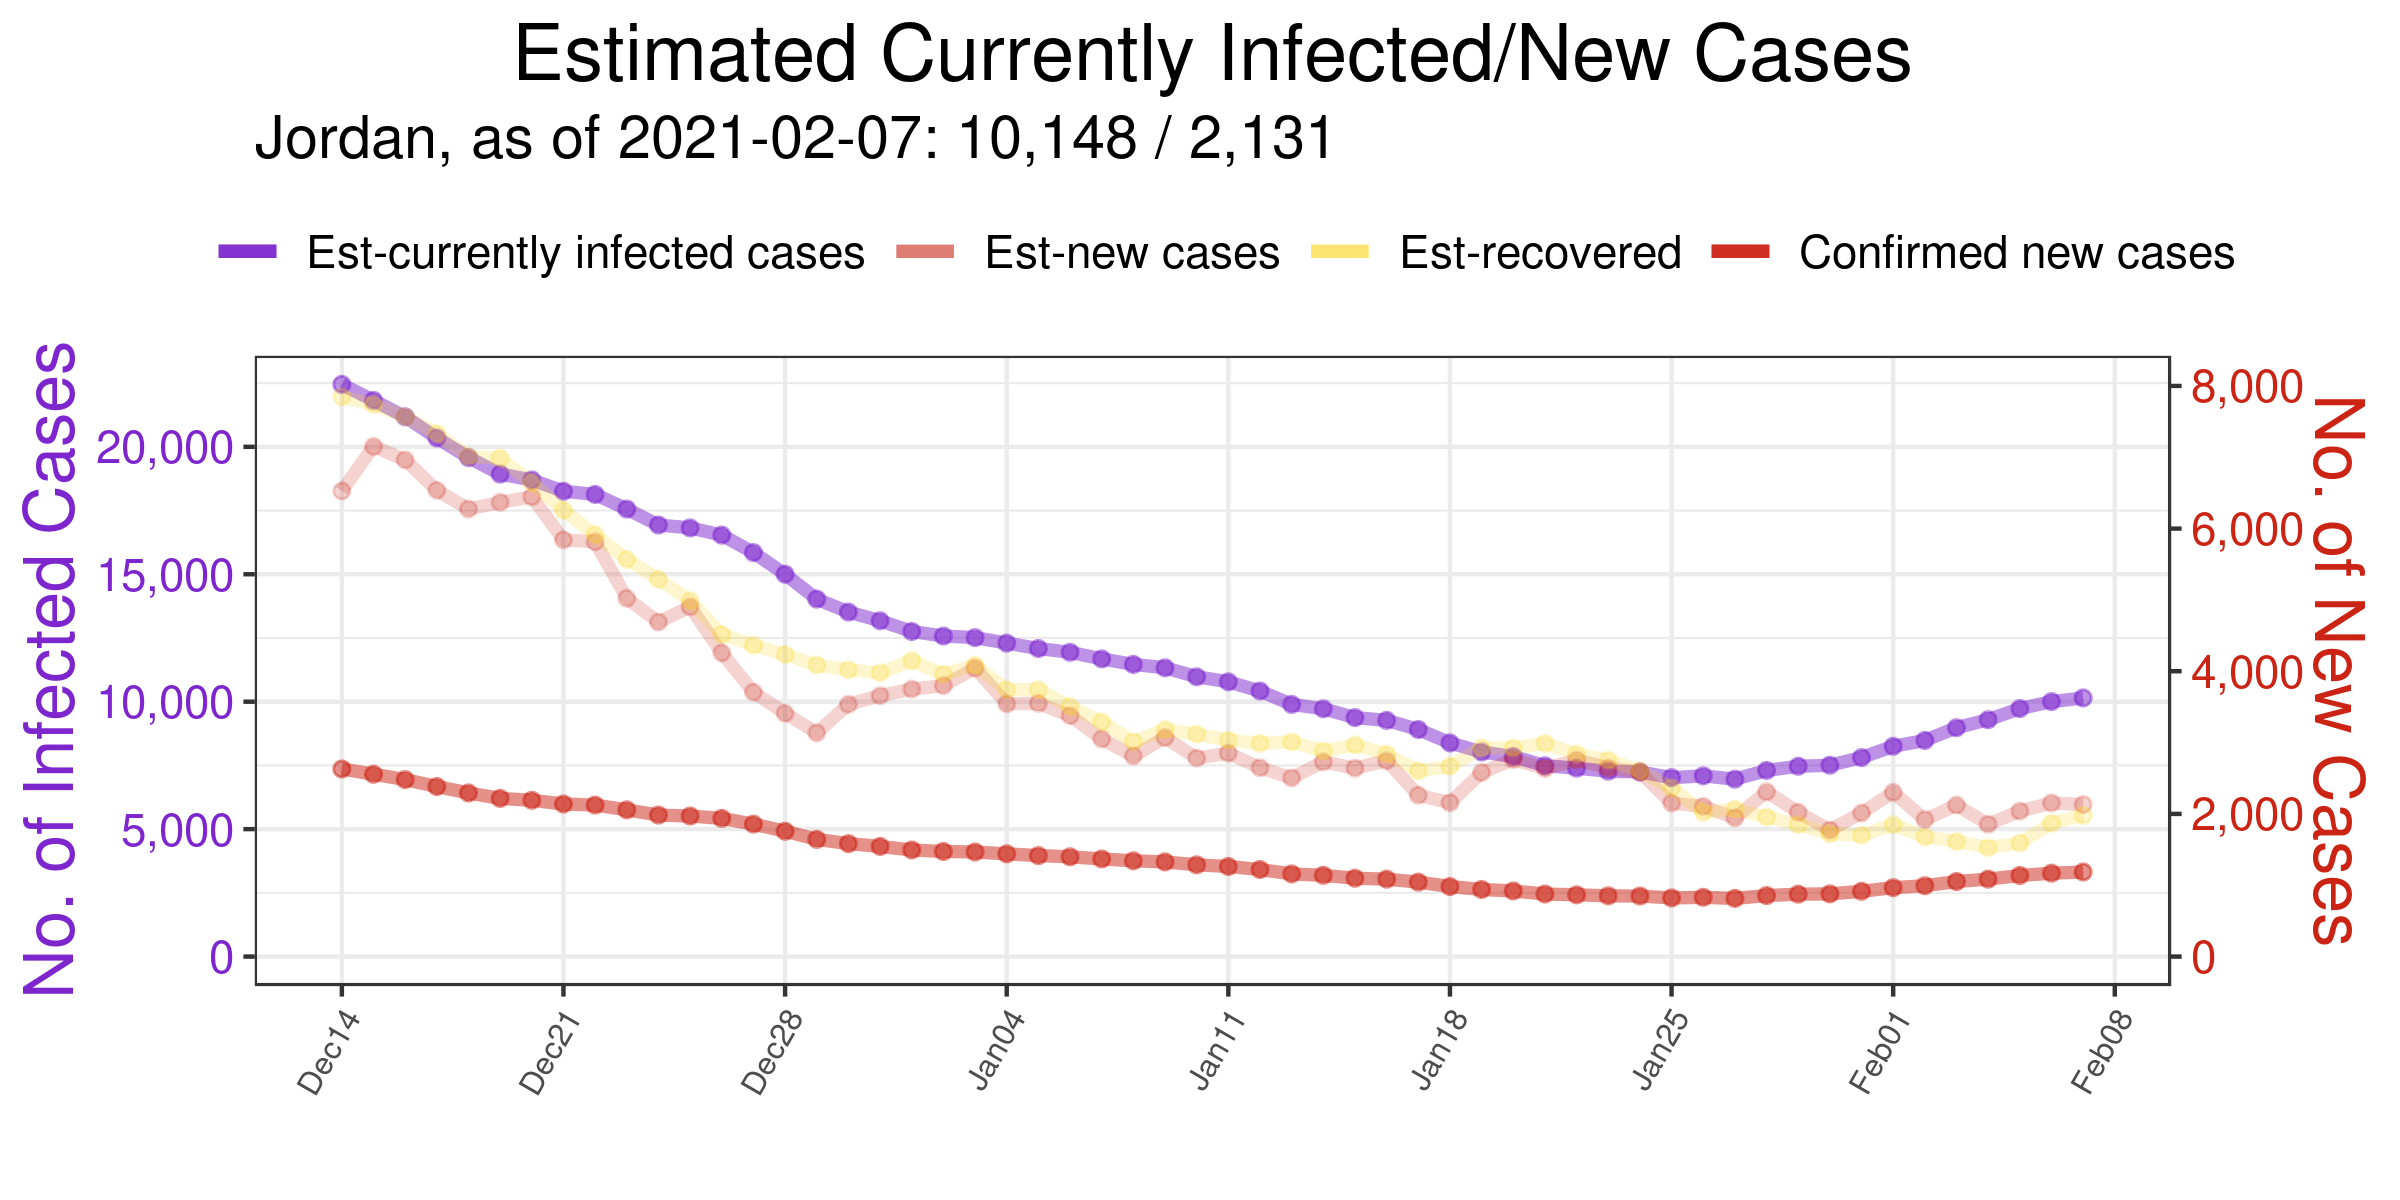 Estimated Currently Infected/New Cases
Jordan, as of 2021-02-07: 10,148 / 2,131
Est-currently infected cases Est-new cases Est-recovered Confirmed new cases
No. of Infected Cases
20,000
15,000
10,000
5,000
0
8,000
6,000
4,000
2,000
0
No. of New Cases
Dec14 Dec21 Dec28 Jan04 Jan11 Jan18 Jan25 Feb01 Feb08